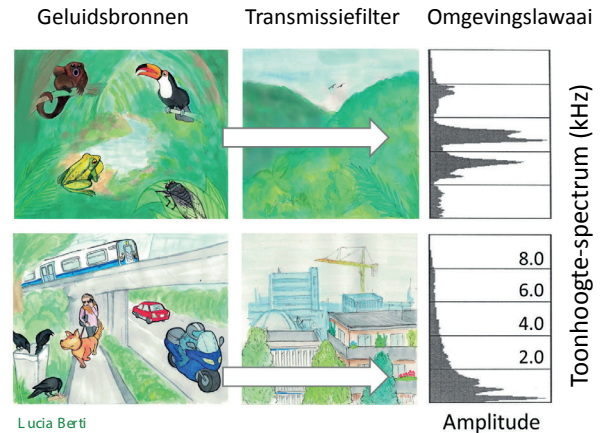 Geluidsbronnen
Transmissiefilter
Omgevingslawaai
Toonhoogte-spectrum (kHz)
8.0
6.0
4.0
2.0
Lucia Berti
Amplitude